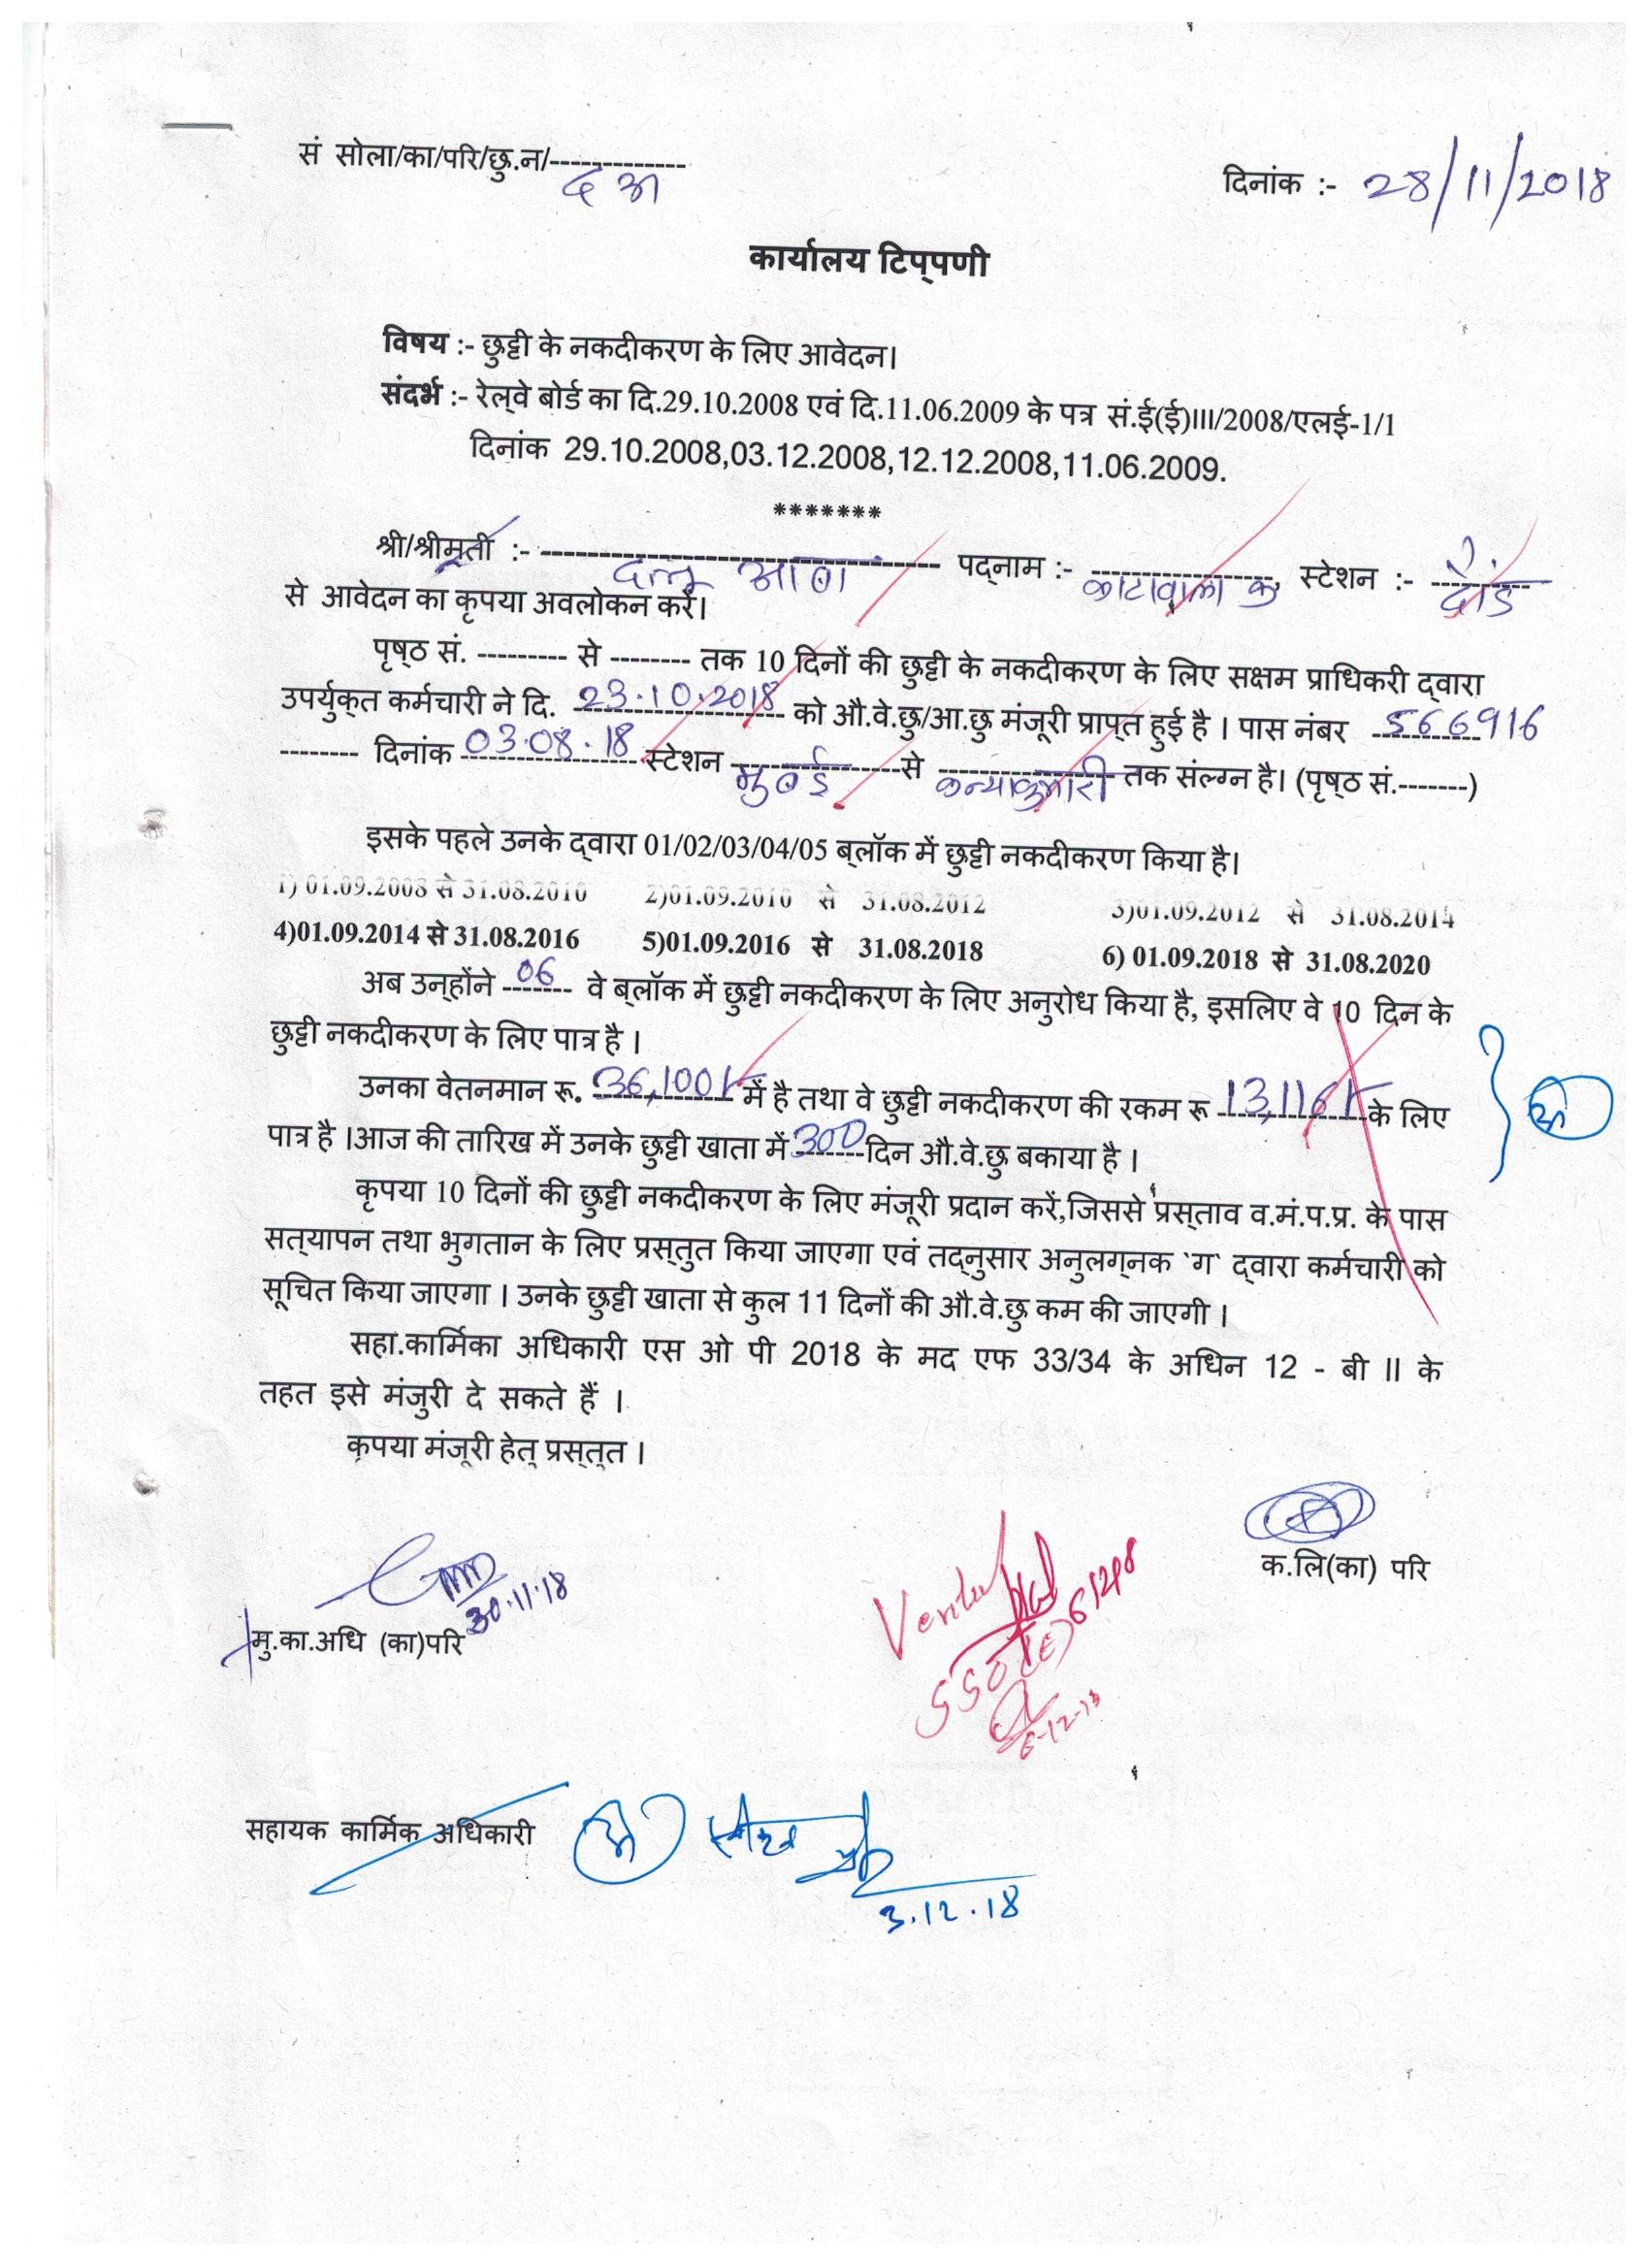 सं सोला/का/परि/छु.न/-------------
द आ
दिनांक :- 28/11/2018
कार्यालय टिप्पणी
विषय :- छुट्टी के नकदीकरण के लिए आवेदन।
संदर्भ :- रेल्वे बोर्ड का दि.29.10.2008 एवं दि.11.06.2009 के पत्र सं.ई(ई)III/2008/एलई-1/1
दिनांक 29.10.2008,03.12.2008,12.12.2008,11.06.2009.
*******
श्री/श्रीमती :- दत्तू आबा पद्नाम :- काटावाला क, स्टेशन :- दौंड
से आवेदन का कृपया अवलोकन करें।
पृष्ठ सं. --------- से -------- तक 10 दिनों की छुट्टी के नकदीकरण के लिए सक्षम प्राधिकरी द्वारा
उपर्युक्त कर्मचारी ने दि. 23.10.2018 को औ.वे.छु/आ.छु मंजूरी प्राप्त हुई है । पास नंबर 566916
-------- दिनांक 03.08.18 स्टेशन मुंबई से कन्याकुमारी तक संल्ग्न है। (पृष्ठ सं.-------)
इसके पहले उनके द्वारा 01/02/03/04/05 ब्लॉक में छुट्टी नकदीकरण किया है।
1) 01.09.2008 से 31.08.2010 2)01.09.2010 से 31.08.2012 3)01.09.2012 से 31.08.2014
4)01.09.2014 से 31.08.2016 5)01.09.2016 से 31.08.2018 6) 01.09.2018 से 31.08.2020
अब उन्होंने 06 वे ब्लॉक में छुट्टी नकदीकरण के लिए अनुरोध किया है, इसलिए वे 10 दिन के
छुट्टी नकदीकरण के लिए पात्र है ।
उनका वेतनमान रू. 36,100/- में है तथा वे छुट्टी नकदीकरण की रकम रू 13,116/- के लिए
पात्र है ।आज की तारिख में उनके छुट्टी खाता में 300 दिन औ.वे.छु बकाया है ।
कृपया 10 दिनों की छुट्टी नकदीकरण के लिए मंजूरी प्रदान करें,जिससे प्रस्ताव व.मं.प.प्र. के पास
सत्यापन तथा भुगतान के लिए प्रस्तुत किया जाएगा एवं तद्नुसार अनुलग्नक `ग` द्वारा कर्मचारी को
सूचित किया जाएगा । उनके छुट्टी खाता से कुल 11 दिनों की औ.वे.छु कम की जाएगी ।
सहा.कार्मिका अधिकारी एस ओ पी 2018 के मद एफ 33/34 के अधिन 12 - बी II के
तहत इसे मंजुरी दे सकते हैं ।
कृपया मंजूरी हेतु प्रस्तुत ।
क.लि(का) परि
30.11.18
मु.का.अधि (का)परि
SSO(E) 6/12/18
6-12-18
सहायक कार्मिक अधिकारी
3.12.18